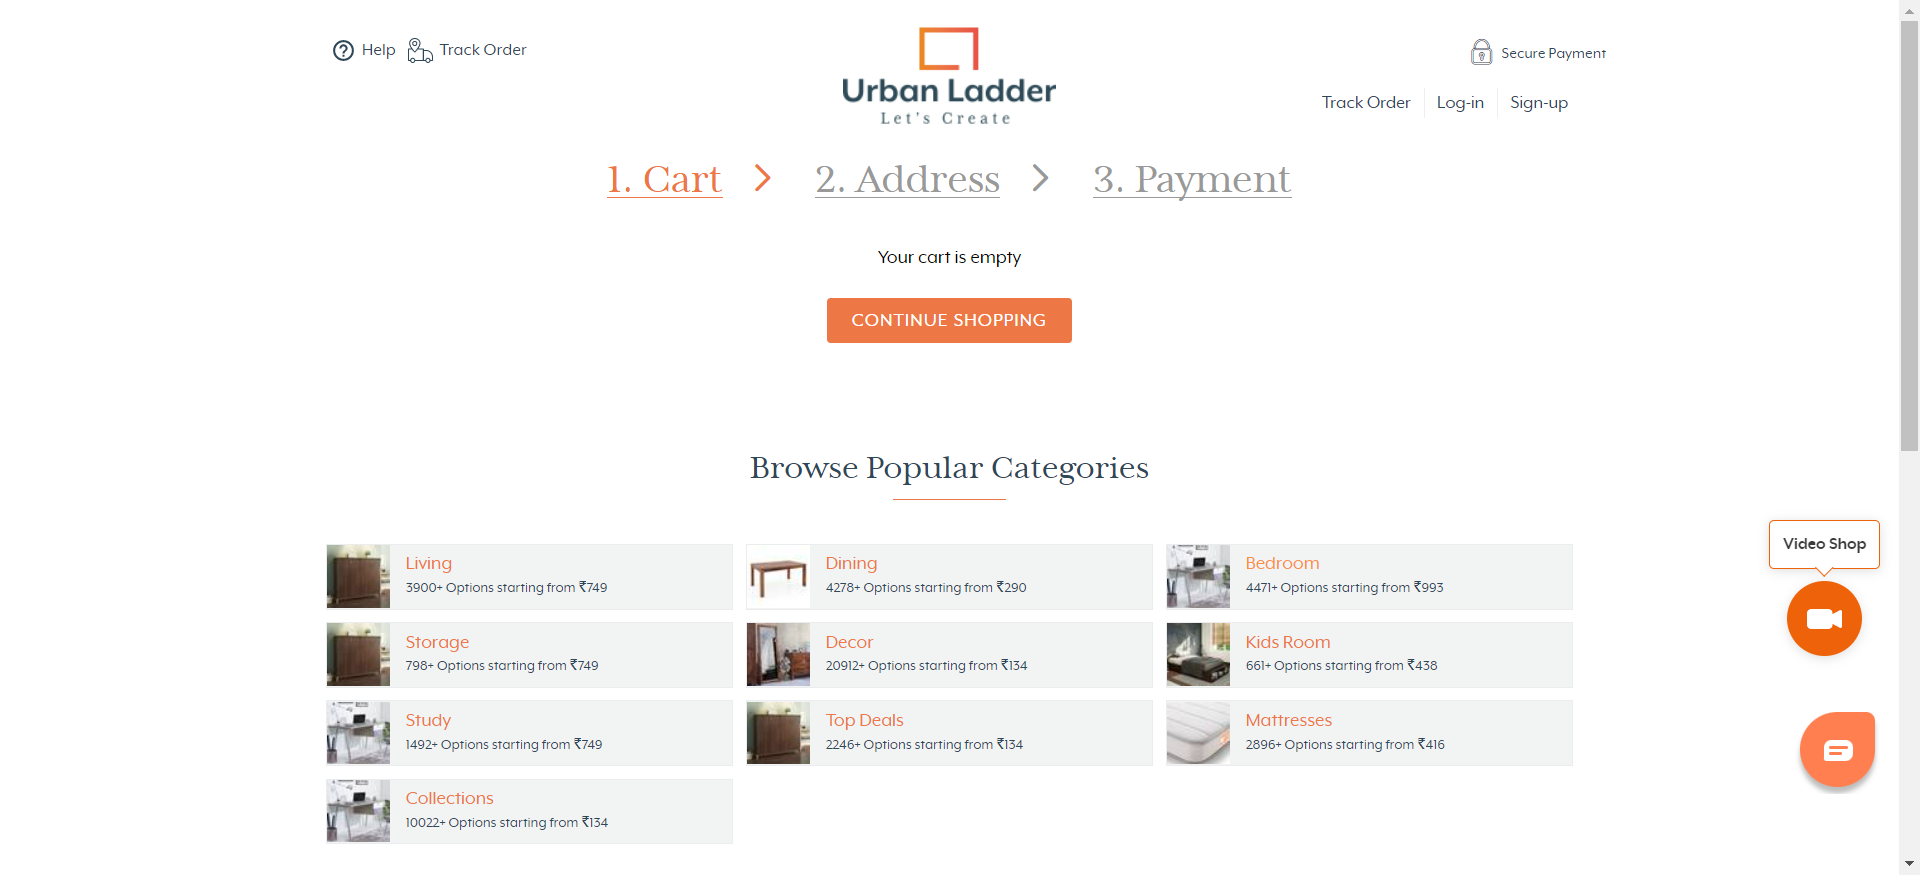 Help Track Order
Urban Ladder
Let's Create
Secure Payment
Track Order Log-in Sign-up
1. Cart 2. Address 3. Payment
Your cart is empty
CONTINUE SHOPPING
Browse Popular Categories
Living
3900+ Options starting from ₹749
Dining
4278+ Options starting from ₹290
Bedroom
4471+ Options starting from ₹993
Storage
798+ Options starting from ₹749
Decor
20912+ Options starting from ₹134
Kids Room
661+ Options starting from ₹438
Study
1492+ Options starting from ₹749
Top Deals
2246+ Options starting from ₹134
Mattresses
2896+ Options starting from ₹416
Collections
10022+ Options starting from ₹134
Video Shop